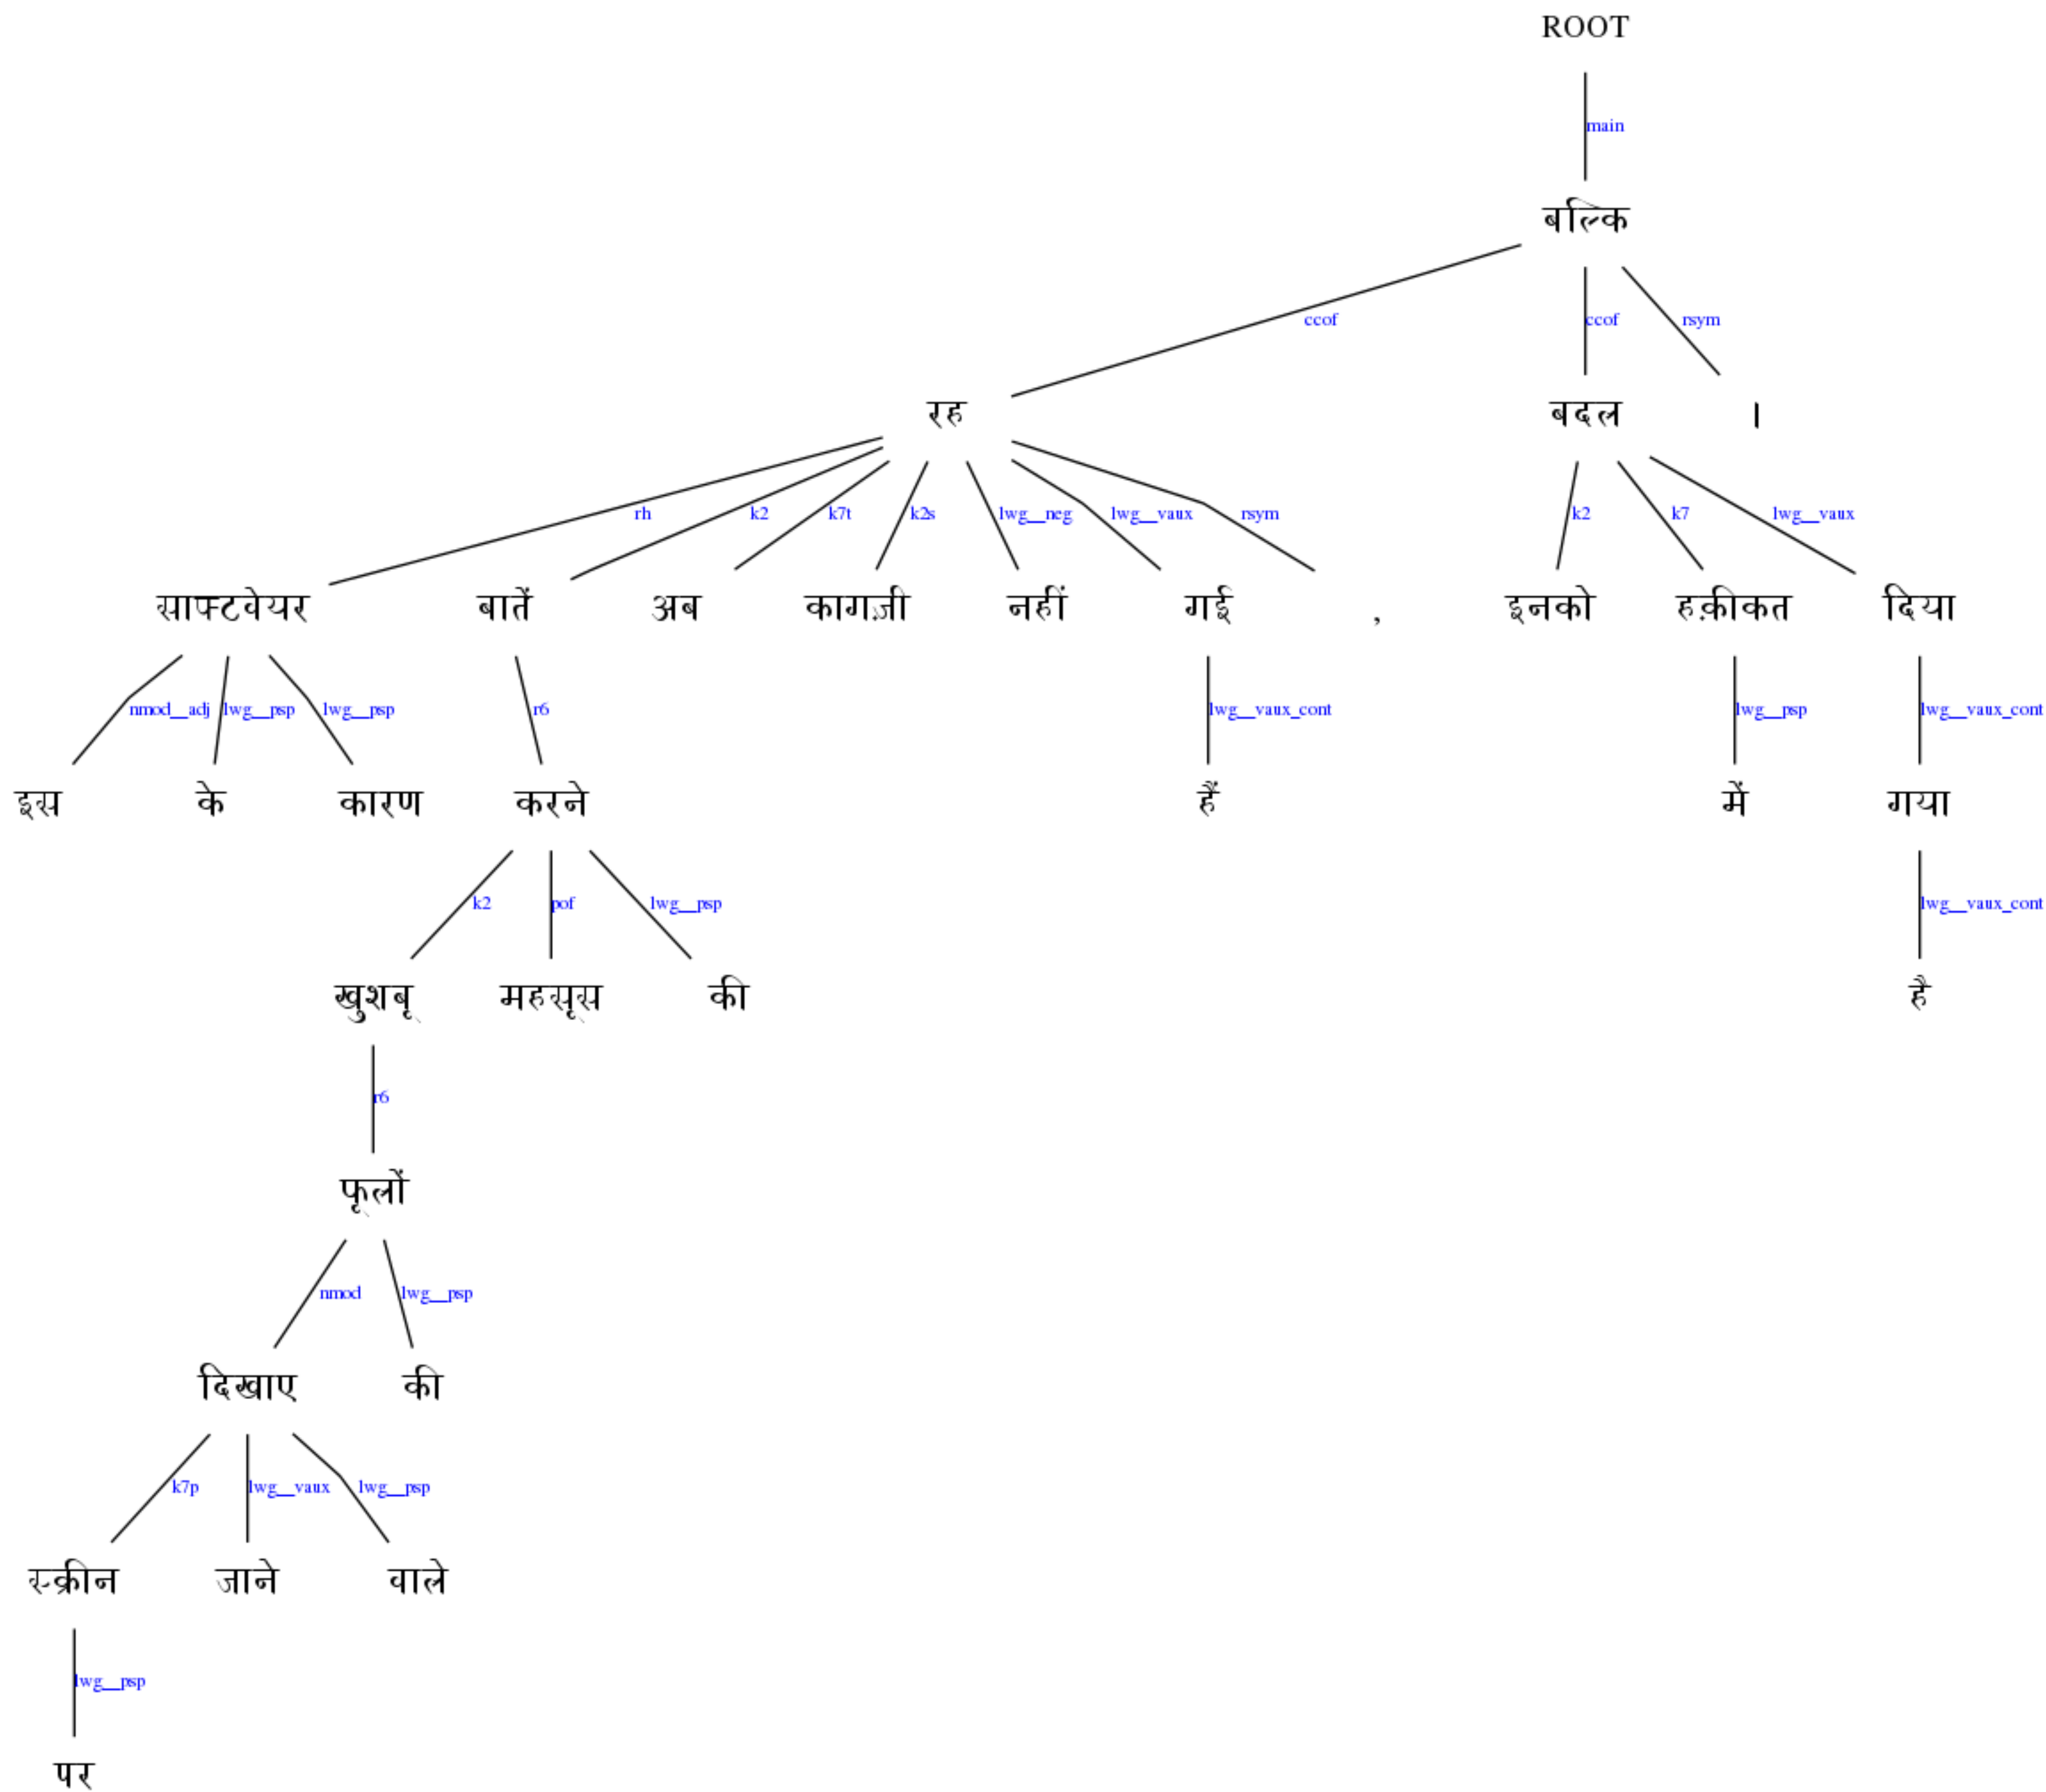 ROOT
main
बल्कि
ccof ccof rsym
रह बदल ।
rh k2 k7t k2s lwg__neg lwg__vaux rsym k2 k7 lwg__vaux
साफ्टवेयर बातें अब कागज़ी नहीं गई , इनको हक़ीकत दिया
nmod__adj lwg__psp lwg__psp r6 lwg__vaux_cont lwg__psp lwg__vaux_cont
इस के कारण करने हैं में गया
k2 pof lwg__psp lwg__vaux_cont
खुशबू महसूस की है
r6
फूलों
nmod lwg__psp
दिखाए की
k7p lwg__vaux lwg__psp
स्क्रीन जाने वाले
lwg__psp
पर